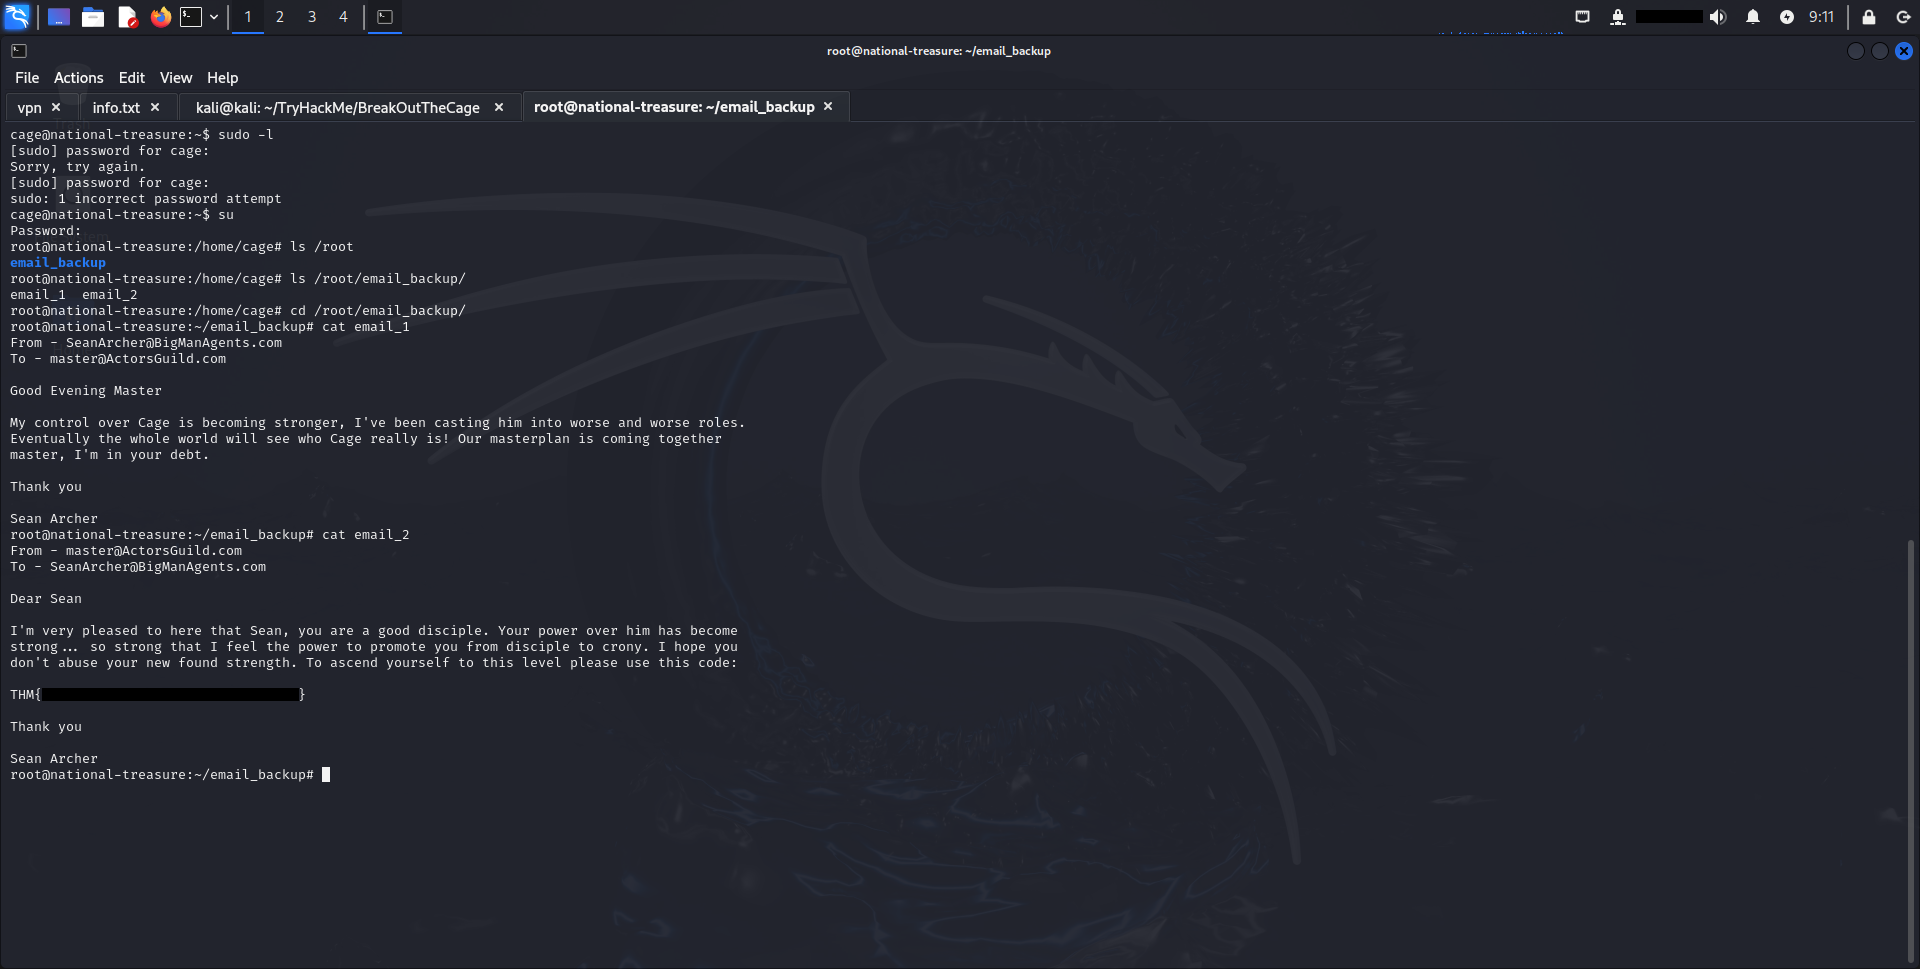 1 2 3 4
9:11
root@national-treasure: ~/email_backup
File Actions Edit View Help
vpn
info.txt
kali@kali: ~/TryHackMe/BreakOutTheCage
root@national-treasure: ~/email_backup
cage@national-treasure:~$ sudo -l
[sudo] password for cage:
Sorry, try again.
[sudo] password for cage:
sudo: 1 incorrect password attempt
cage@national-treasure:~$ su
Password:
root@national-treasure:/home/cage# ls /root
email_backup
root@national-treasure:/home/cage# ls /root/email_backup/
email_1  email_2
root@national-treasure:/home/cage# cd /root/email_backup/
root@national-treasure:~/email_backup# cat email_1
From - SeanArcher@BigManAgents.com
To - master@ActorsGuild.com
Good Evening Master
My control over Cage is becoming stronger, I've been casting him into worse and worse roles.
Eventually the whole world will see who Cage really is! Our masterplan is coming together
master, I'm in your debt.
Thank you
Sean Archer
root@national-treasure:~/email_backup# cat email_2
From - master@ActorsGuild.com
To - SeanArcher@BigManAgents.com
Dear Sean
I'm very pleased to here that Sean, you are a good disciple. Your power over him has become
strong... so strong that I feel the power to promote you from disciple to crony. I hope you
don't abuse your new found strength. To ascend yourself to this level please use this code:
THM{ }
Thank you
Sean Archer
root@national-treasure:~/email_backup#